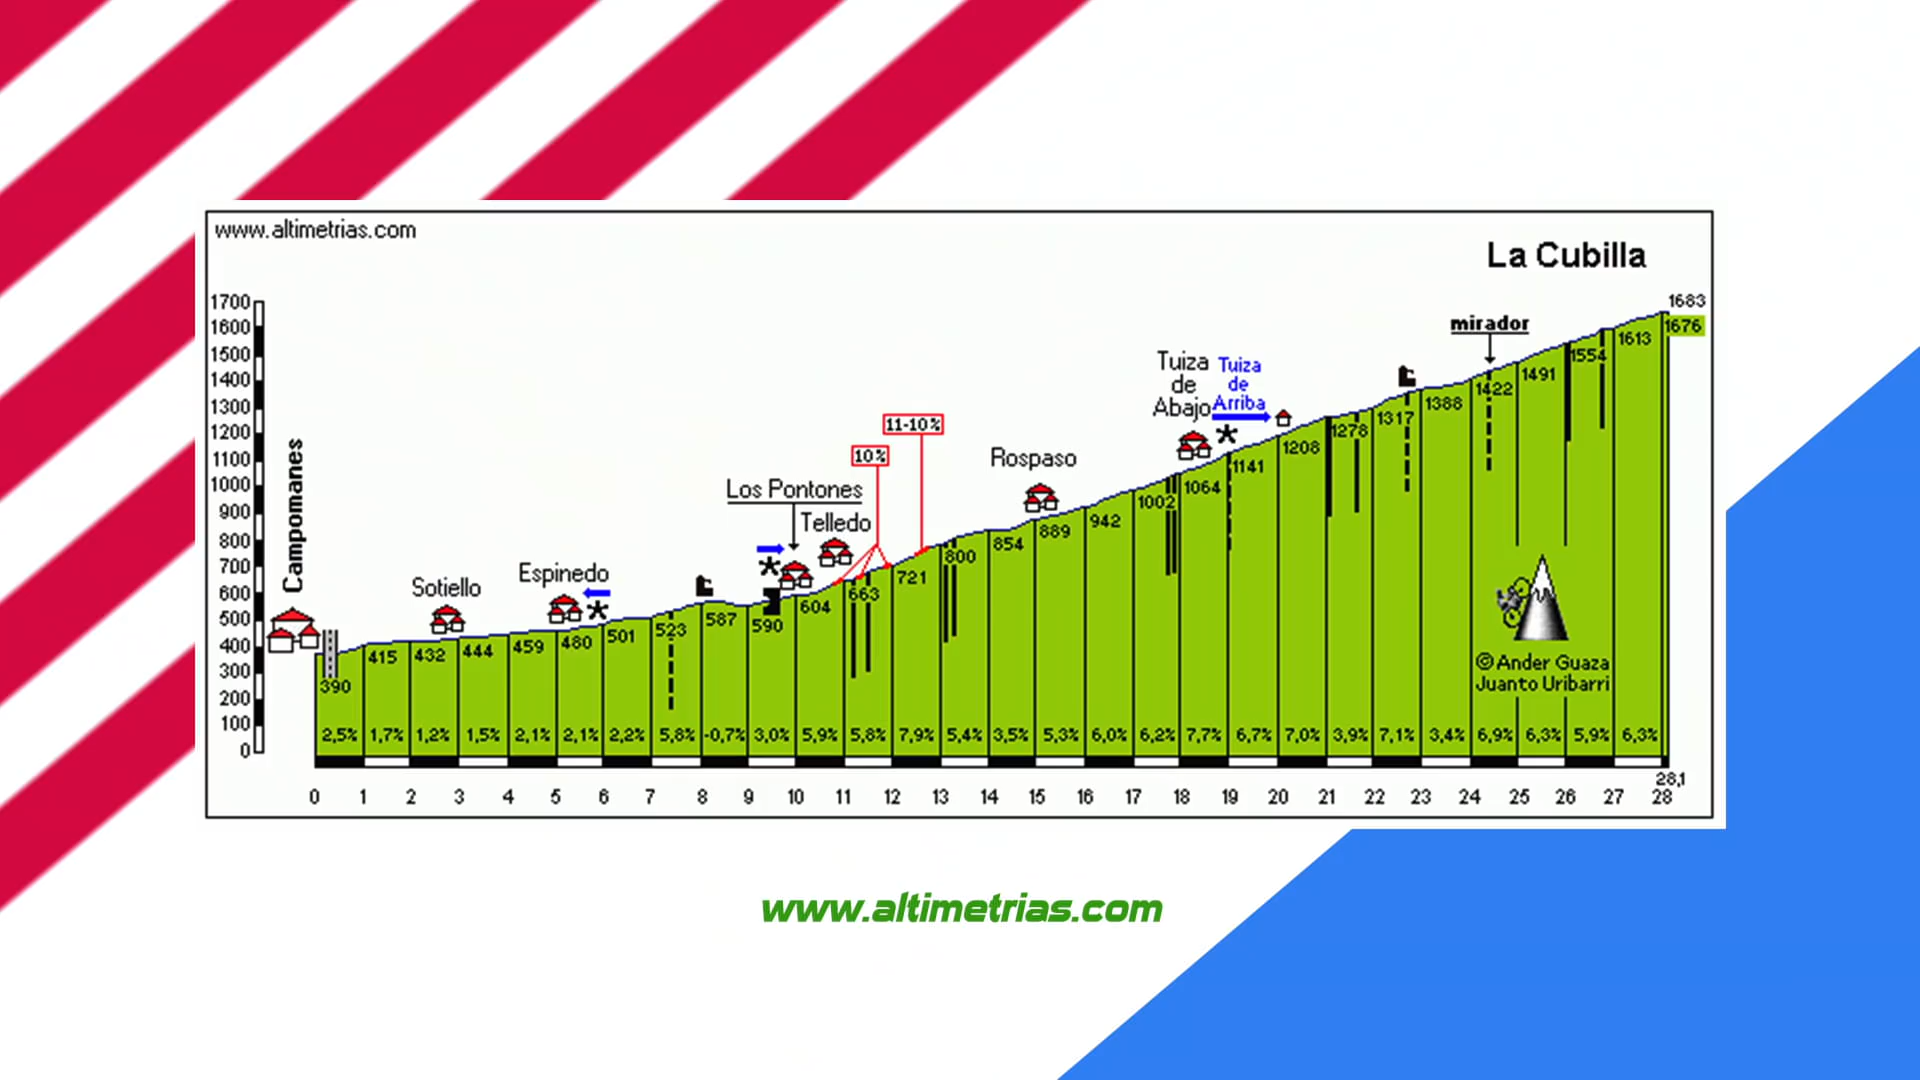 www.altimetrias.com
La Cubilla
1700
1600
1500
1400
1300
1200
1100
1000
900
800
700
600
500
400
300
200
100
0
Campomanes
Sotiello
Espinedo
Los Pontones
Telledo
10%
11-10%
Rospaso
Tuiza
de
Abajo
Tuiza
de
Arriba
mirador
1683
1676
390 415 432 444 459 480 501 523 587 590 604 663 721 800 854 889 942 1002 1064 1141 1208 1278 1317 1388 1422 1491 1554 1613
©Ander Guaza
Juanto Uribarri
2,5% 1,7% 1,2% 1,5% 2,1% 2,1% 2,2% 5,8% -0,7% 3,0% 5,9% 5,8% 7,9% 5,4% 3,5% 5,3% 6,0% 6,2% 7,7% 6,7% 7,0% 3,9% 7,1% 3,4% 6,9% 6,3% 5,9% 6,3%
28,1
0 1 2 3 4 5 6 7 8 9 10 11 12 13 14 15 16 17 18 19 20 21 22 23 24 25 26 27 28
www.altimetrias.com